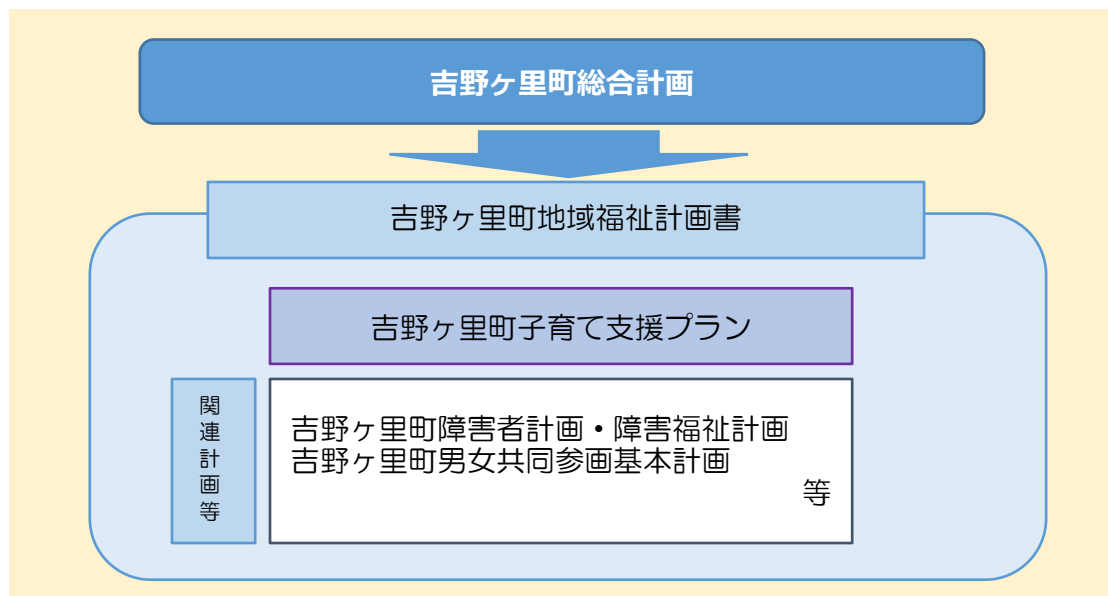 吉野ヶ里町総合計画
吉野ヶ里町地域福祉計画書
吉野ヶ里町子育て支援プラン
関連計画等
吉野ヶ里町障害者計画・障害福祉計画
吉野ヶ里町男女共同参画基本計画
等